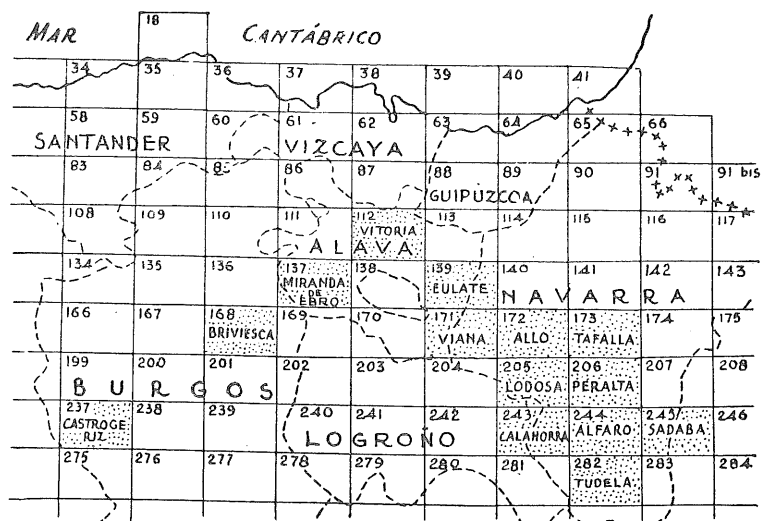 18
MAR CANTÁBRICO
34 35 36 37 38 39 40 41
58 59 60 61 62 63 64 65 66
SANTANDER VIZCAYA
83 84 85 86 87 88 89 90 91 91 bis
GUIPUZCOA
108 109 110 111 112 113 114 115 116 117
VITORIA
ALAVA
134 135 136 137 138 139 140 141 142 143
MIRANDA
DE
EBRO
EULATE
NAVARRA
166 167 168 169 170 171 172 173 174 175
BRIVIESCA VIANA ALLO TAFALLA
199 200 201 202 203 204 205 206 207 208
BURGOS LODOSA PERALTA
237 238 239 240 241 242 243 244 245 246
CASTROGE
RIZ
LOGROÑO CALAHORRA ALFARO SADABA
275 276 277 278 279 280 281 282 283 284
TUDELA